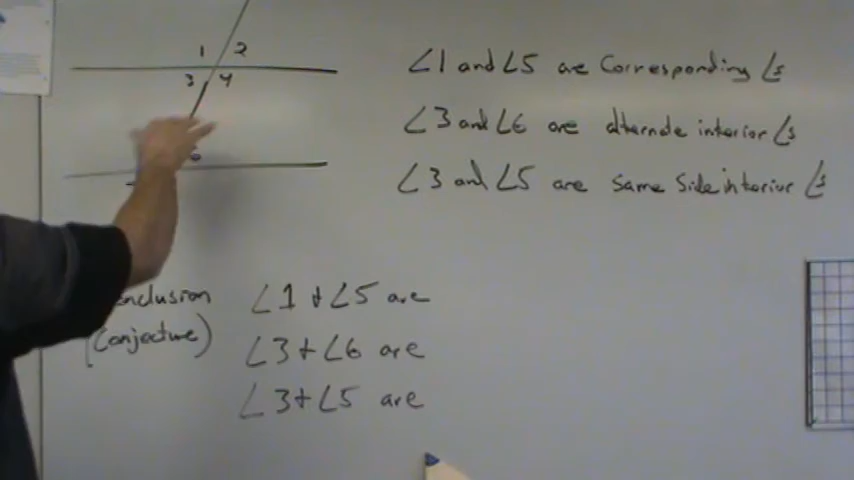 1 2
3 4
6
∠1 and ∠5 are Corresponding ∠s
∠3 and ∠6 are alternate interior ∠s
∠3 and ∠5 are Same Side interior ∠s
∠1 + ∠5 are
(Conjecture)
∠3 + ∠6 are
∠3 + ∠5 are